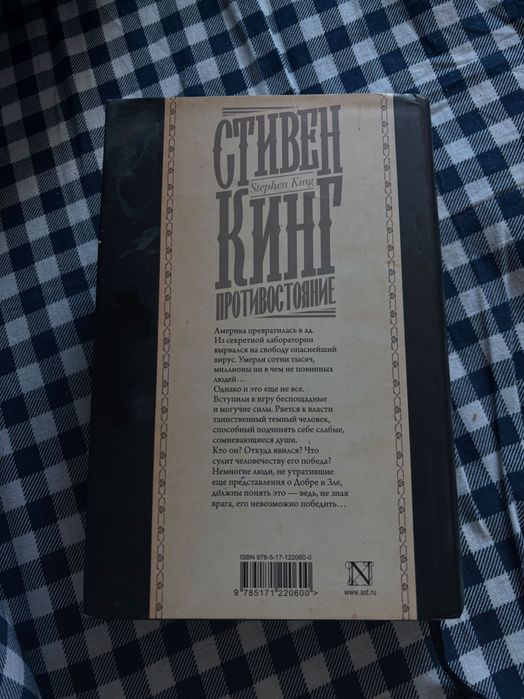 СТИВЕН
Stephen King
КИНГ
ПРОТИВОСТОЯНИЕ
Америка превратилась в ад.
Из секретной лаборатории
вырвался на свободу опаснейший
вирус. Умерли сотни тысяч,
миллионы ни в чем не повинных
людей…
Однако и это еще не все.
Вступили в игру беспощадные
и могучие силы. Рвется к власти
таинственный темный человек,
способный подчинять себе слабые,
сомневающиеся души.
Кто он? Откуда явился? Что
сулит человечеству его победа?
Немногие люди, не утратившие
еще представления о Добре и Зле,
должны понять это — ведь, не зная
врага, его невозможно победить…
ISBN 978-5-17-122060-0
9 785171 220600 >
N
www.ast.ru